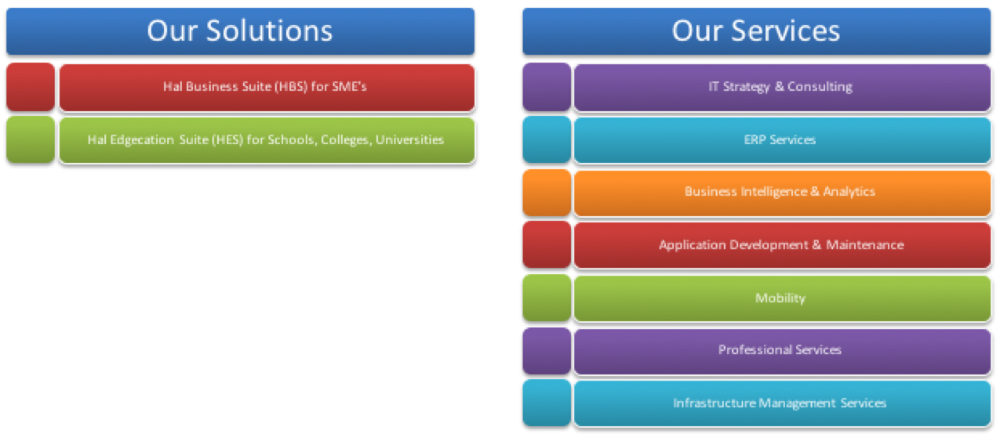 Our Solutions
Hal Business Suite (HBS) for SME's
Hal Edgecation Suite (HES) for Schools, Colleges, Universities
Our Services
IT Strategy & Consulting
ERP Services
Business Intelligence & Analytics
Application Development & Maintenance
Mobility
Professional Services
Infrastructure Management Services